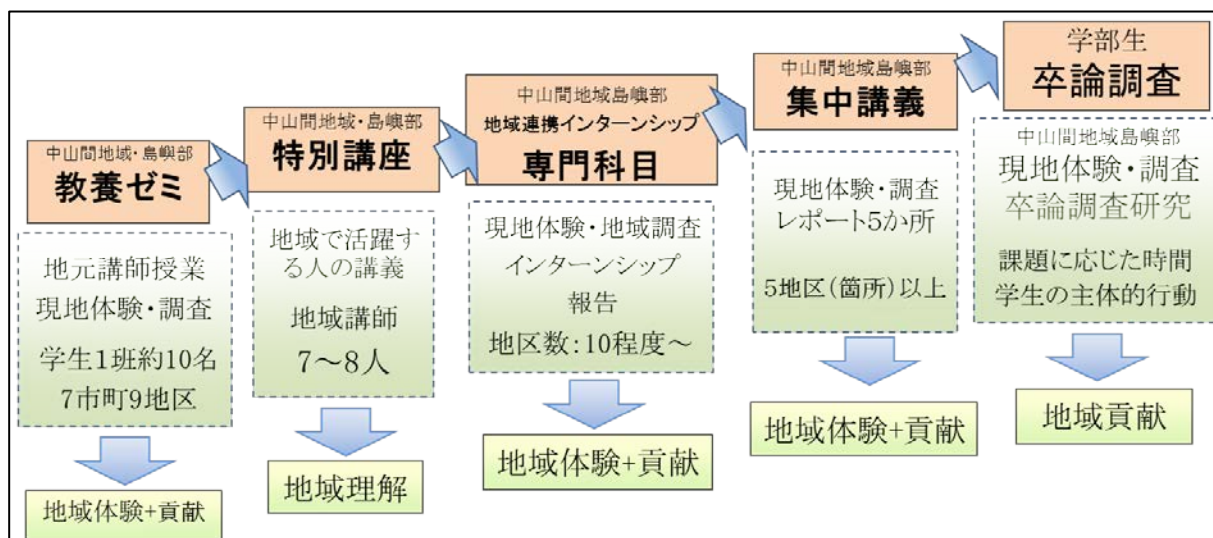 中山間地域・島嶼部
教養ゼミ
地元講師授業
現地体験・調査
学生1班約10名
7市町9地区
地域体験+貢献
中山間地域・島嶼部
特別講座
地域で活躍す
る人の講義
地域講師
7～8人
地域理解
中山間地域島嶼部
地域連携インターンシップ
専門科目
現地体験・地域調査
インターンシップ
報告
地区数:10程度～
地域体験+貢献
中山間地域島嶼部
集中講義
現地体験・調査
レポート5か所
5地区(箇所)以上
地域体験+貢献
学部生
卒論調査
中山間地域島嶼部
現地体験・調査
卒論調査研究
課題に応じた時間
学生の主体的行動
地域貢献